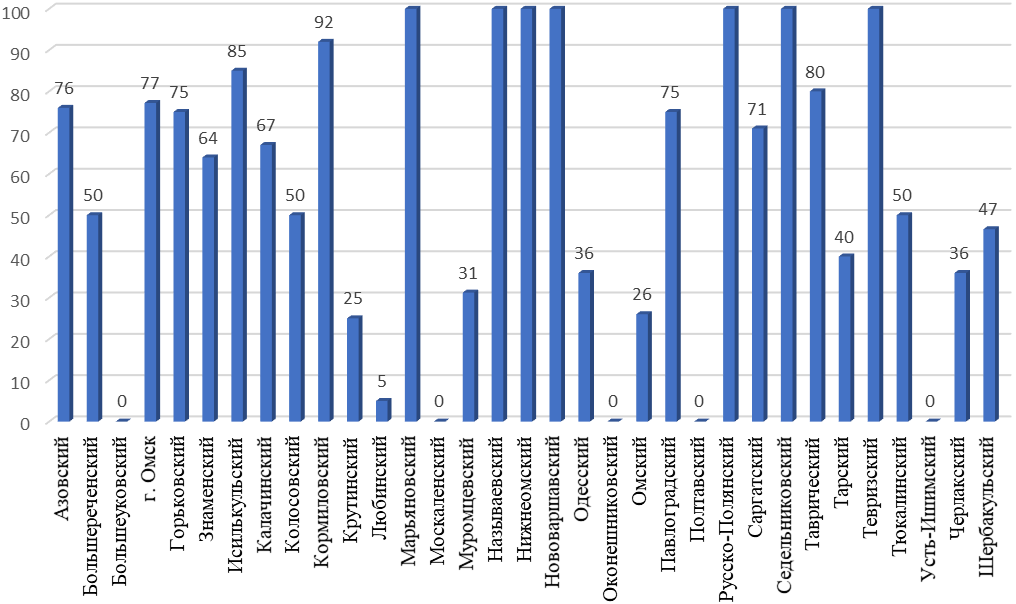 100
90
80
70
60
50
40
30
20
10
0
76
50
0
77
75
64
85
67
50
92
25
5
0
31
36
0
26
75
0
71
80
40
50
0
36
47
Азовский
Большереченский
Большеуковский
г. Омск
Горьковский
Знаменский
Исилькульский
Калачинский
Колосовский
Кормиловский
Крутинский
Любинский
Марьяновский
Москаленский
Муромцевский
Называевский
Нижнеомский
Нововаршавский
Одесский
Оконешниковский
Омский
Павлоградский
Полтавский
Русско-Полянский
Саргатский
Седельниковский
Таврический
Тарский
Тевризский
Тюкалинский
Усть-Ишимский
Черлакский
Шербакульский